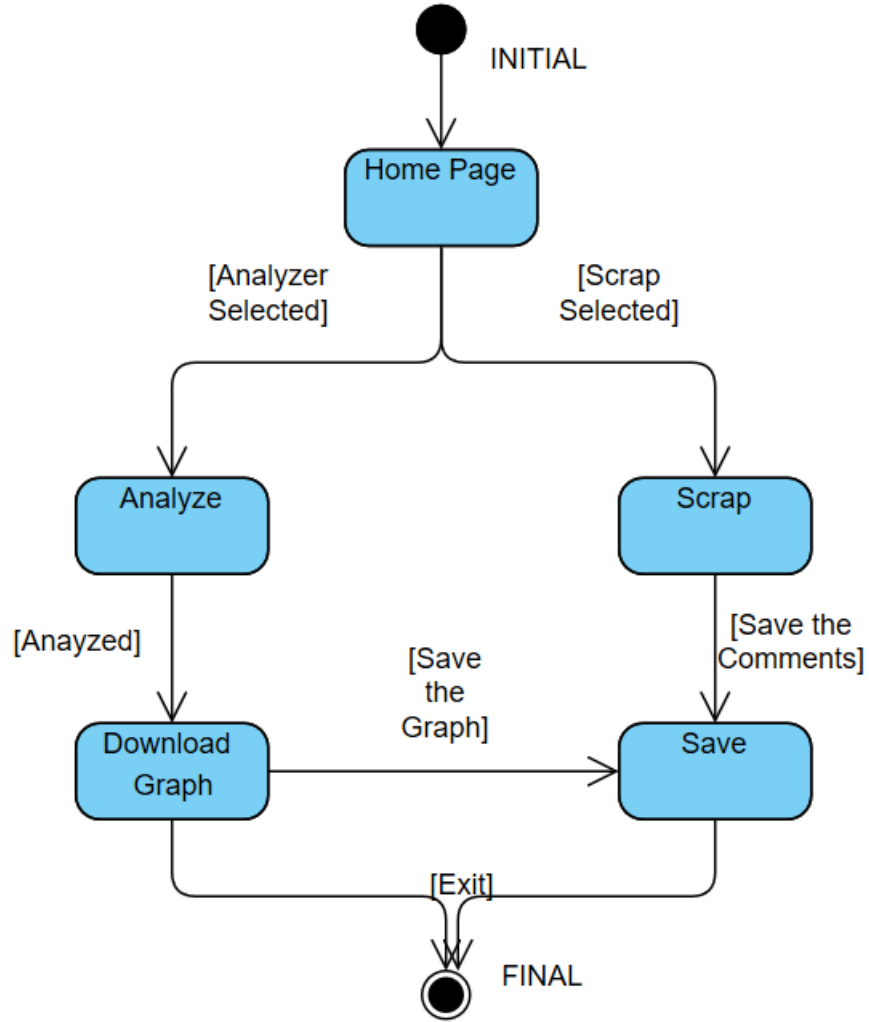 INITIAL
Home Page
[Analyzer
Selected]
[Scrap
Selected]
Analyze
Scrap
[Anayzed]
[Save the
Comments]
[Save
the
Graph]
Download
Graph
Save
[Exit]
FINAL